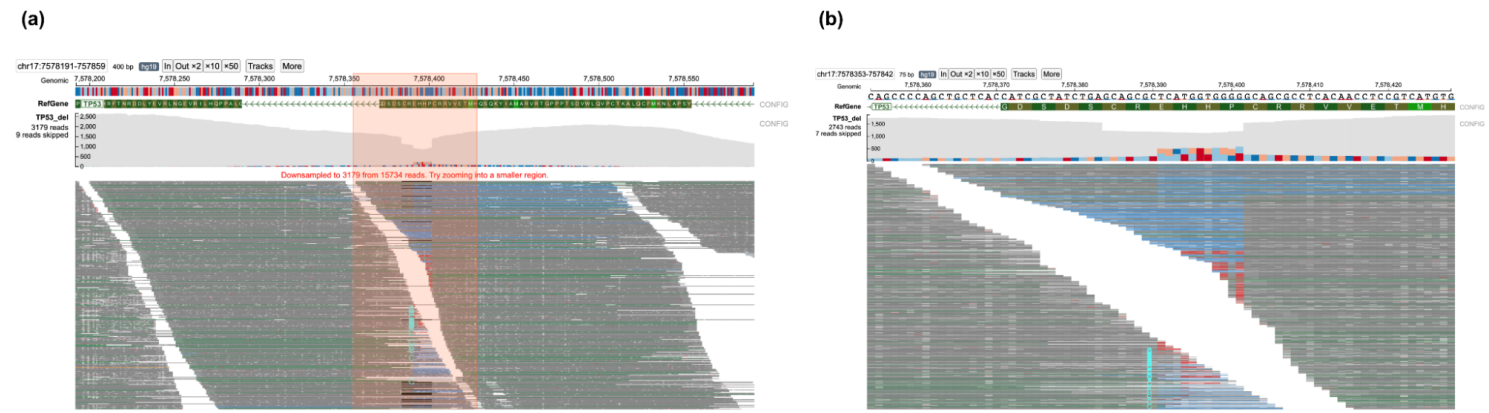 (a)
chr17:7578191-757859 400 bp hg19 In Out ×2 ×10 ×50 Tracks More
Genomic 7,578,200 7,578,250 7,578,300 7,578,350 7,578,400 7,578,450 7,578,500 7,578,550
RefGene TP53 CONFIG
TP53_del
3179 reads
9 reads skipped
2,500
2,000
1,500
1,000
500
0
CONFIG
Downsampled to 3179 from 15734 reads. Try zooming into a smaller region.
(b)
chr17:7578353-757842 75 bp hg19 In Out ×2 ×10 ×50 Tracks More
Genomic 7,578,360 7,578,370 7,578,380 7,578,390 7,578,400 7,578,410 7,578,420
CAGCCCCAGCTGCTCACCATCGCTATCTGAGCAGCGCTCATGGTGGGGGCAGCGCCTCACAACCTCCGTCATGTG
RefGene TP53 G D S D S C R E H H P C R R V V E T M H CONFIG
TP53_del
2743 reads
7 reads skipped
1,500
500
0
CONFIG